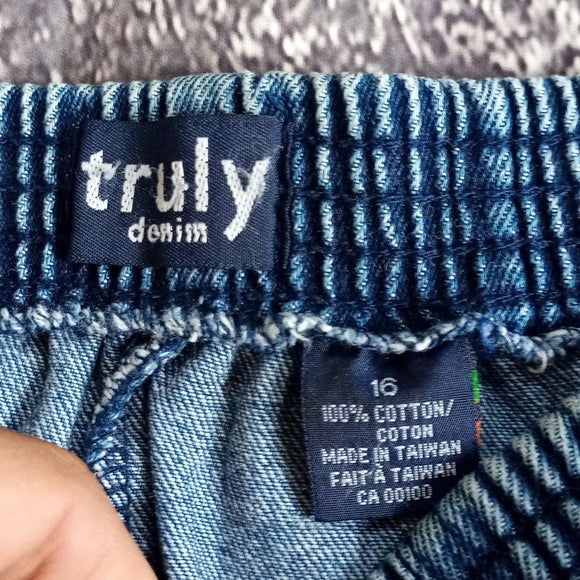 truly
denim
16
100% COTTON/
COTON
MADE IN TAIWAN
FAIT À TAIWAN
CA 00100